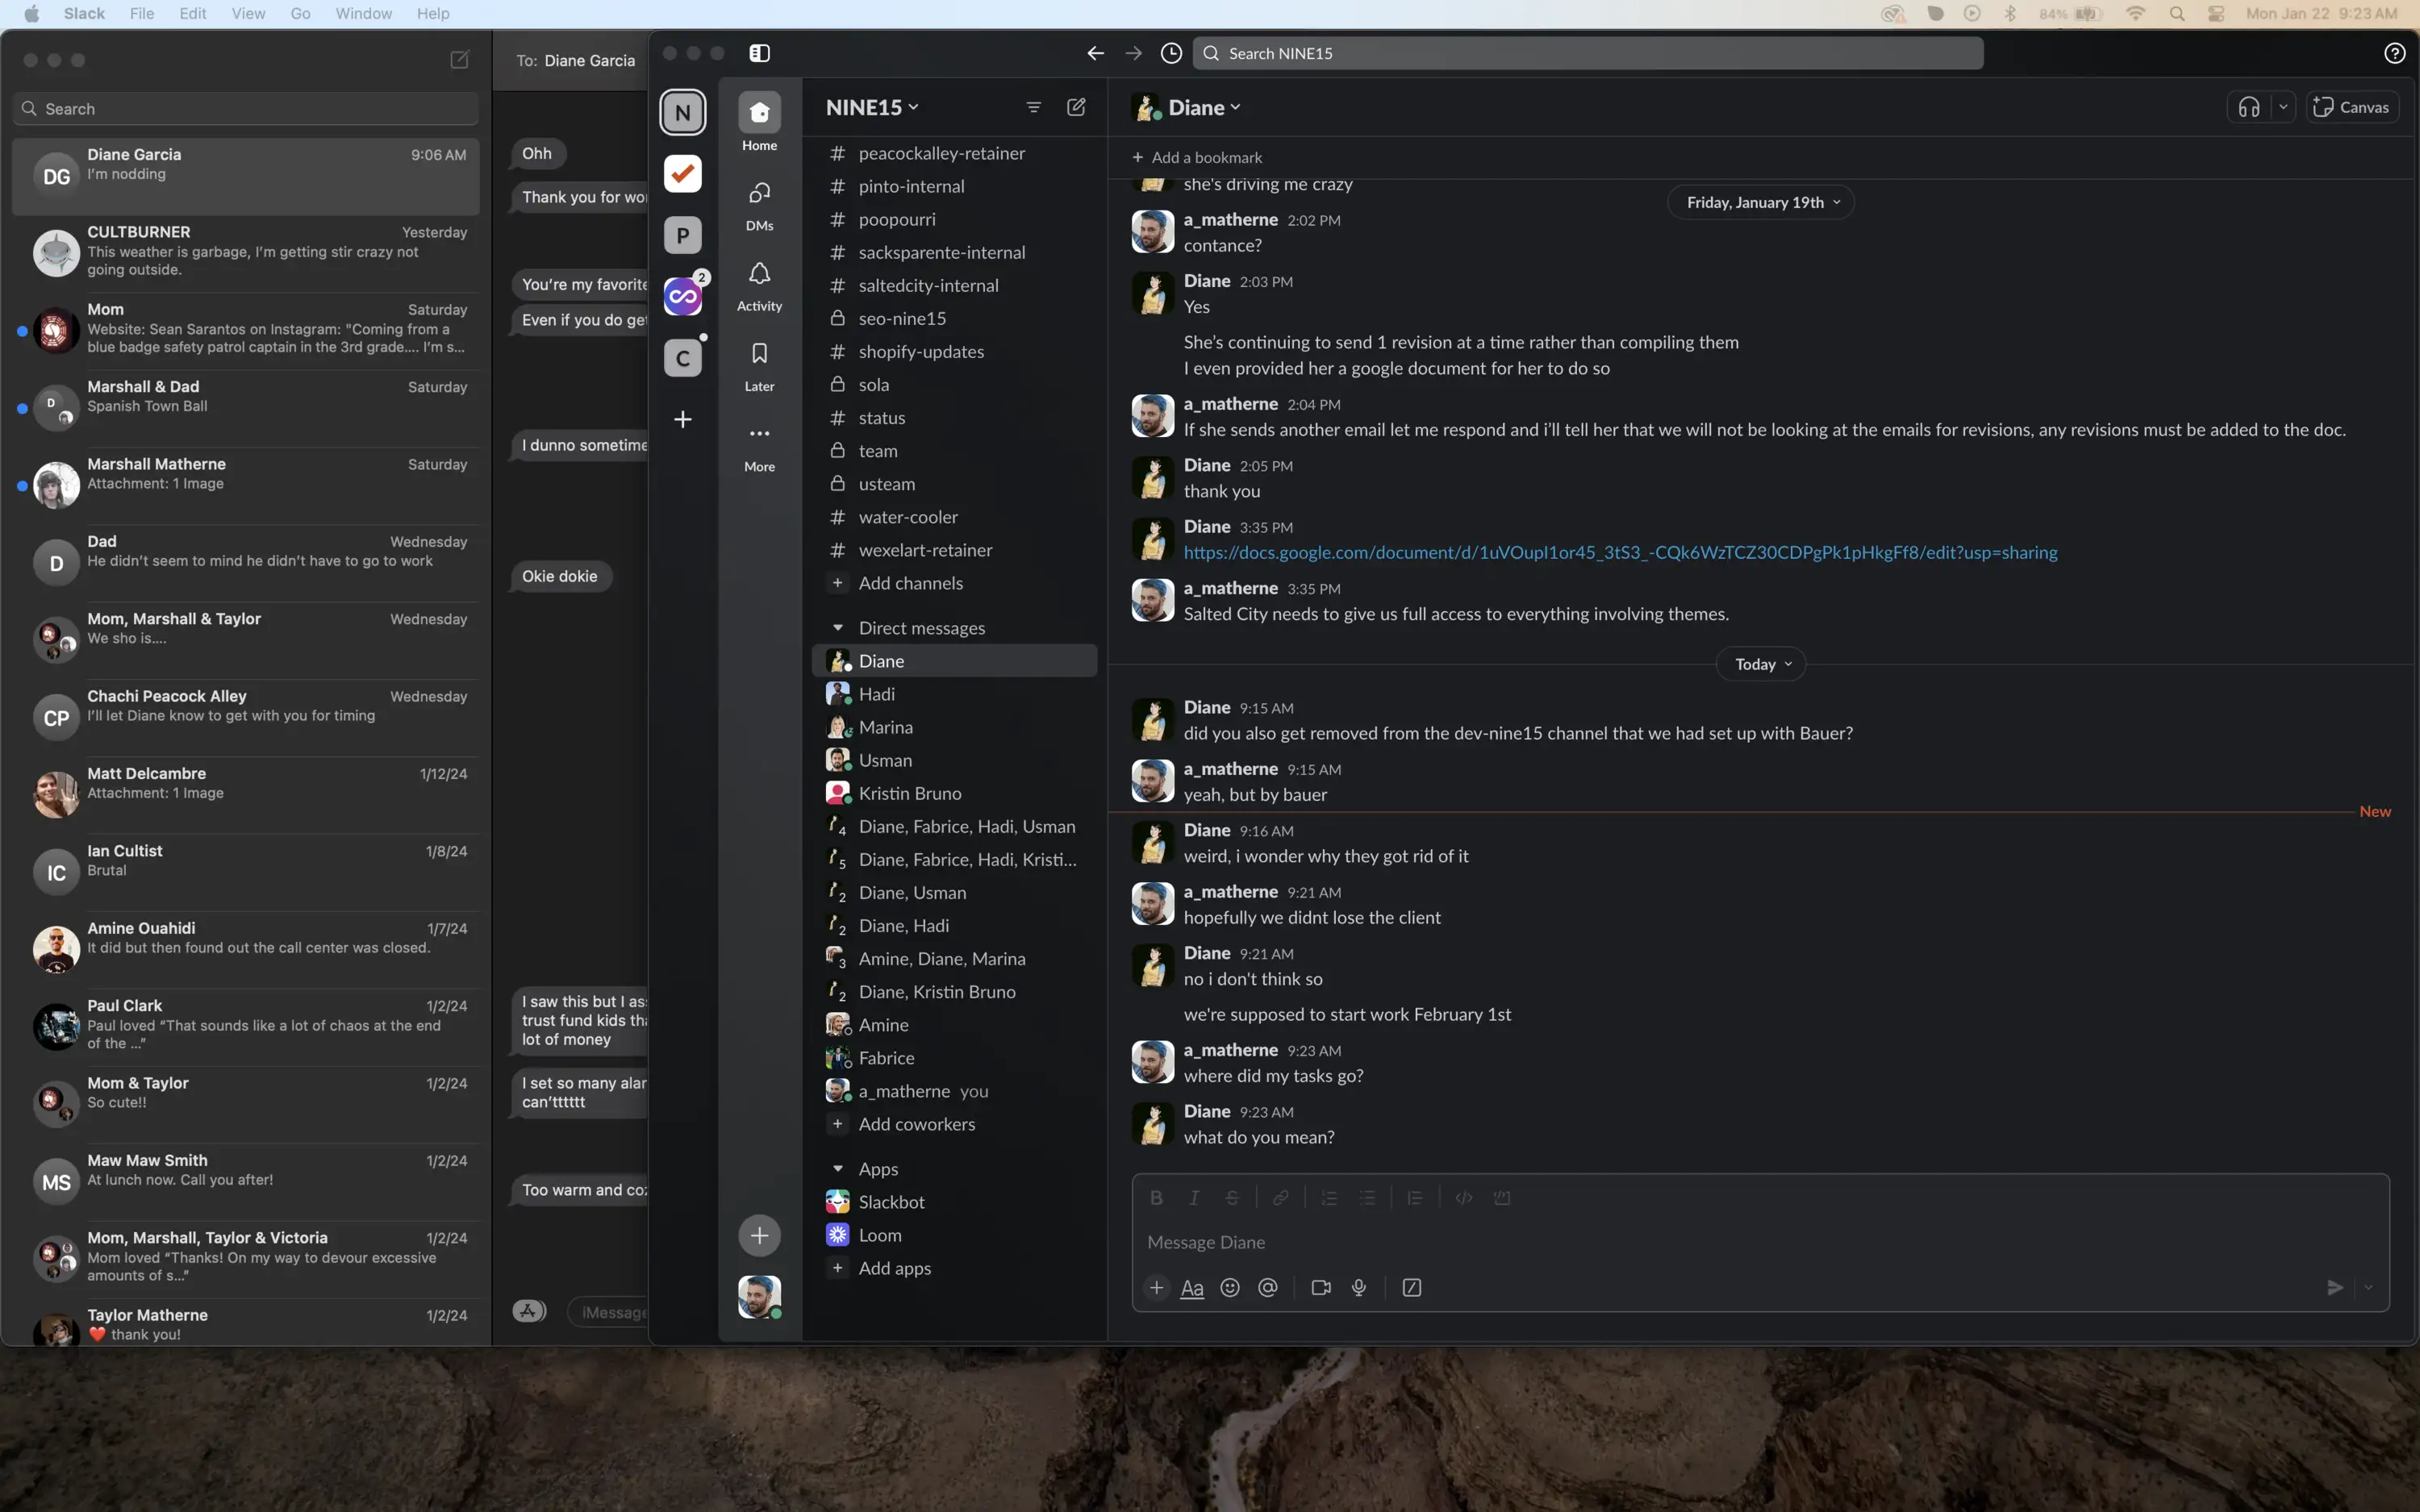 Slack File Edit View Go Window Help
84% Mon Jan 22 9:23 AM
Search
DG
Diane Garcia 9:06 AM
I'm nodding
CULTBURNER Yesterday
This weather is garbage, I'm getting stir crazy not
going outside.
Mom Saturday
Website: Sean Sarantos on Instagram: "Coming from a
blue badge safety patrol captain in the 3rd grade.... I'm s...
D
Marshall & Dad Saturday
Spanish Town Ball
Marshall Matherne Saturday
Attachment: 1 Image
D
Dad Wednesday
He didn't seem to mind he didn't have to go to work
Mom, Marshall & Taylor Wednesday
We sho is....
CP
Chachi Peacock Alley Wednesday
I'll let Diane know to get with you for timing
Matt Delcambre 1/12/24
Attachment: 1 Image
IC
Ian Cultist 1/8/24
Brutal
Amine Ouahidi 1/7/24
It did but then found out the call center was closed.
Paul Clark 1/2/24
Paul loved “That sounds like a lot of chaos at the end
of the ...”
Mom & Taylor 1/2/24
So cute!!
MS
Maw Maw Smith 1/2/24
At lunch now. Call you after!
Mom, Marshall, Taylor & Victoria 1/2/24
Mom loved “Thanks! On my way to devour excessive
amounts of s...”
Taylor Matherne 1/2/24
❤️ thank you!
To: Diane Garcia
Ohh
Thank you for wo
You're my favorite
Even if you do get
I dunno sometime
Okie dokie
I saw this but I as
trust fund kids tha
lot of money
I set so many alar
can'tttttt
Too warm and coz
iMessage
Search NINE15
N
P
2
C
Home
DMs
Activity
Later
More
NINE15
# peacockalley-retainer
# pinto-internal
# poopourri
# sacksparente-internal
# saltedcity-internal
seo-nine15
# shopify-updates
sola
# status
team
usteam
# water-cooler
# wexelart-retainer
+ Add channels
Direct messages
Diane
Hadi
Marina
Usman
Kristin Bruno
4 Diane, Fabrice, Hadi, Usman
5 Diane, Fabrice, Hadi, Kristi...
2 Diane, Usman
2 Diane, Hadi
3 Amine, Diane, Marina
2 Diane, Kristin Bruno
Amine
Fabrice
a_matherne you
+ Add coworkers
Apps
Slackbot
Loom
+ Add apps
Diane
Canvas
+ Add a bookmark
she's driving me crazy
Friday, January 19th
a_matherne 2:02 PM
contance?
Diane 2:03 PM
Yes
She's continuing to send 1 revision at a time rather than compiling them
I even provided her a google document for her to do so
a_matherne 2:04 PM
If she sends another email let me respond and i'll tell her that we will not be looking at the emails for revisions, any revisions must be added to the doc.
Diane 2:05 PM
thank you
Diane 3:35 PM
https://docs.google.com/document/d/1uVOupI1or45_3tS3_-CQk6WzTCZ30CDPgPk1pHkgFf8/edit?usp=sharing
a_matherne 3:35 PM
Salted City needs to give us full access to everything involving themes.
Today
Diane 9:15 AM
did you also get removed from the dev-nine15 channel that we had set up with Bauer?
a_matherne 9:15 AM
yeah, but by bauer
New
Diane 9:16 AM
weird, i wonder why they got rid of it
a_matherne 9:21 AM
hopefully we didnt lose the client
Diane 9:21 AM
no i don't think so
we're supposed to start work February 1st
a_matherne 9:23 AM
where did my tasks go?
Diane 9:23 AM
what do you mean?
B I S
Message Diane
+ Aa @